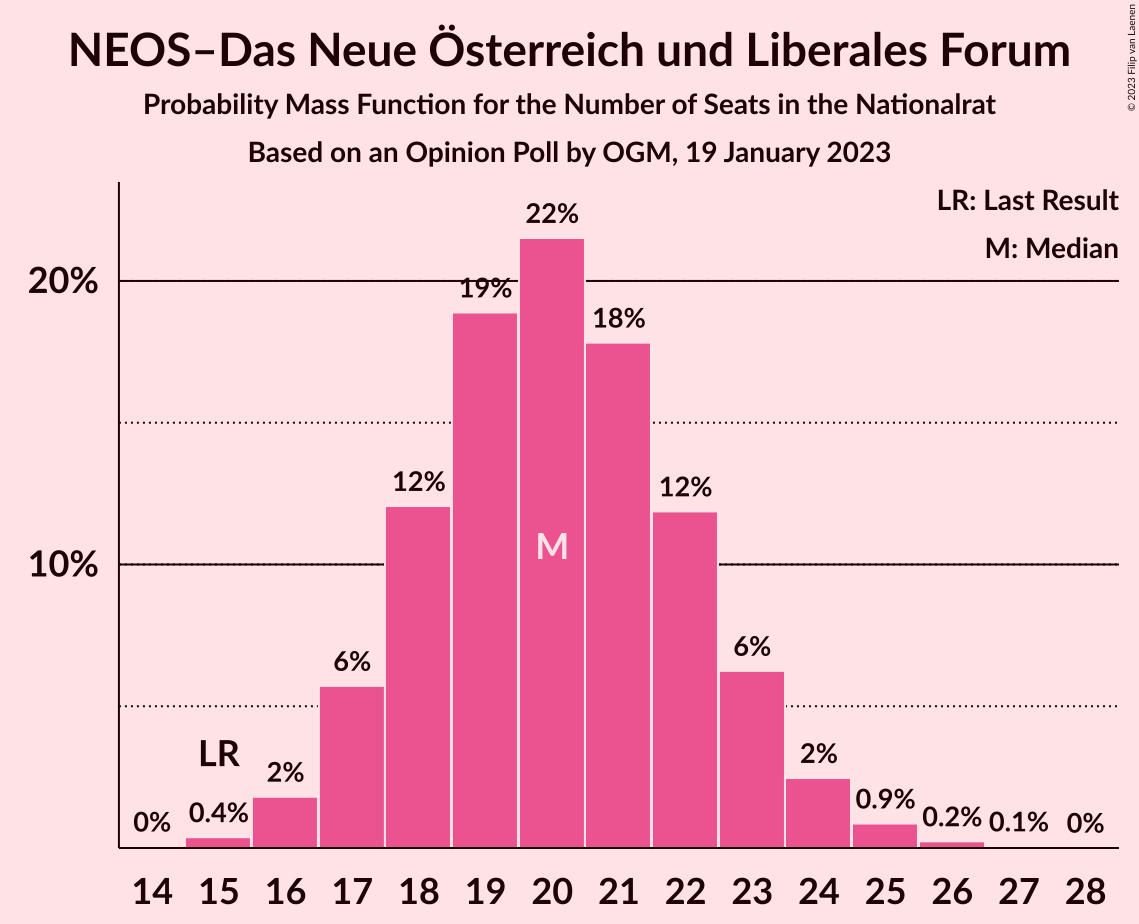 NEOS–Das Neue Österreich und Liberales Forum
Probability Mass Function for the Number of Seats in the Nationalrat
Based on an Opinion Poll by OGM, 19 January 2023
© 2023 Filip van Laenen
LR: Last Result
M: Median
20%
10%
0%
0.4%
2%
6%
12%
19%
22%
18%
12%
6%
2%
0.9%
0.2%
0.1%
0%
LR
M
14 15 16 17 18 19 20 21 22 23 24 25 26 27 28